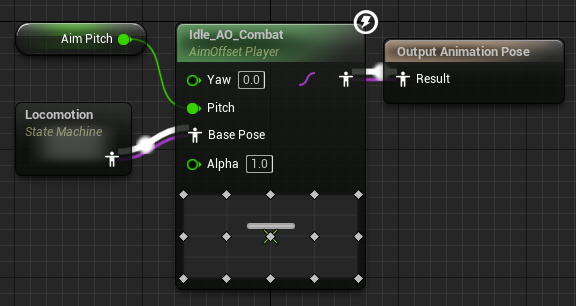 Aim Pitch
Idle_AO_Combat
AimOffset Player
Yaw 0.0
Pitch
Base Pose
Alpha 1.0
Locomotion
State Machine
Output Animation Pose
Result